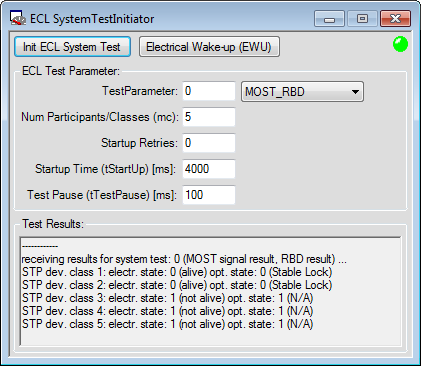 ECL SystemTestInitiator
Init ECL System Test Electrical Wake-up (EWU)
ECL Test Parameter:
TestParameter: 0 MOST_RBD
Num Participants/Classes (mc): 5
Startup Retries: 0
Startup Time (tStartUp) [ms]: 4000
Test Pause (tTestPause) [ms]: 100
Test Results:
------------
receiving results for system test: 0 (MOST signal result, RBD result) ...
STP dev. class 1: electr. state: 0 (alive) opt. state: 0 (Stable Lock)
STP dev. class 2: electr. state: 0 (alive) opt. state: 0 (Stable Lock)
STP dev. class 3: electr. state: 1 (not alive) opt. state: 1 (N/A)
STP dev. class 4: electr. state: 1 (not alive) opt. state: 1 (N/A)
STP dev. class 5: electr. state: 1 (not alive) opt. state: 1 (N/A)